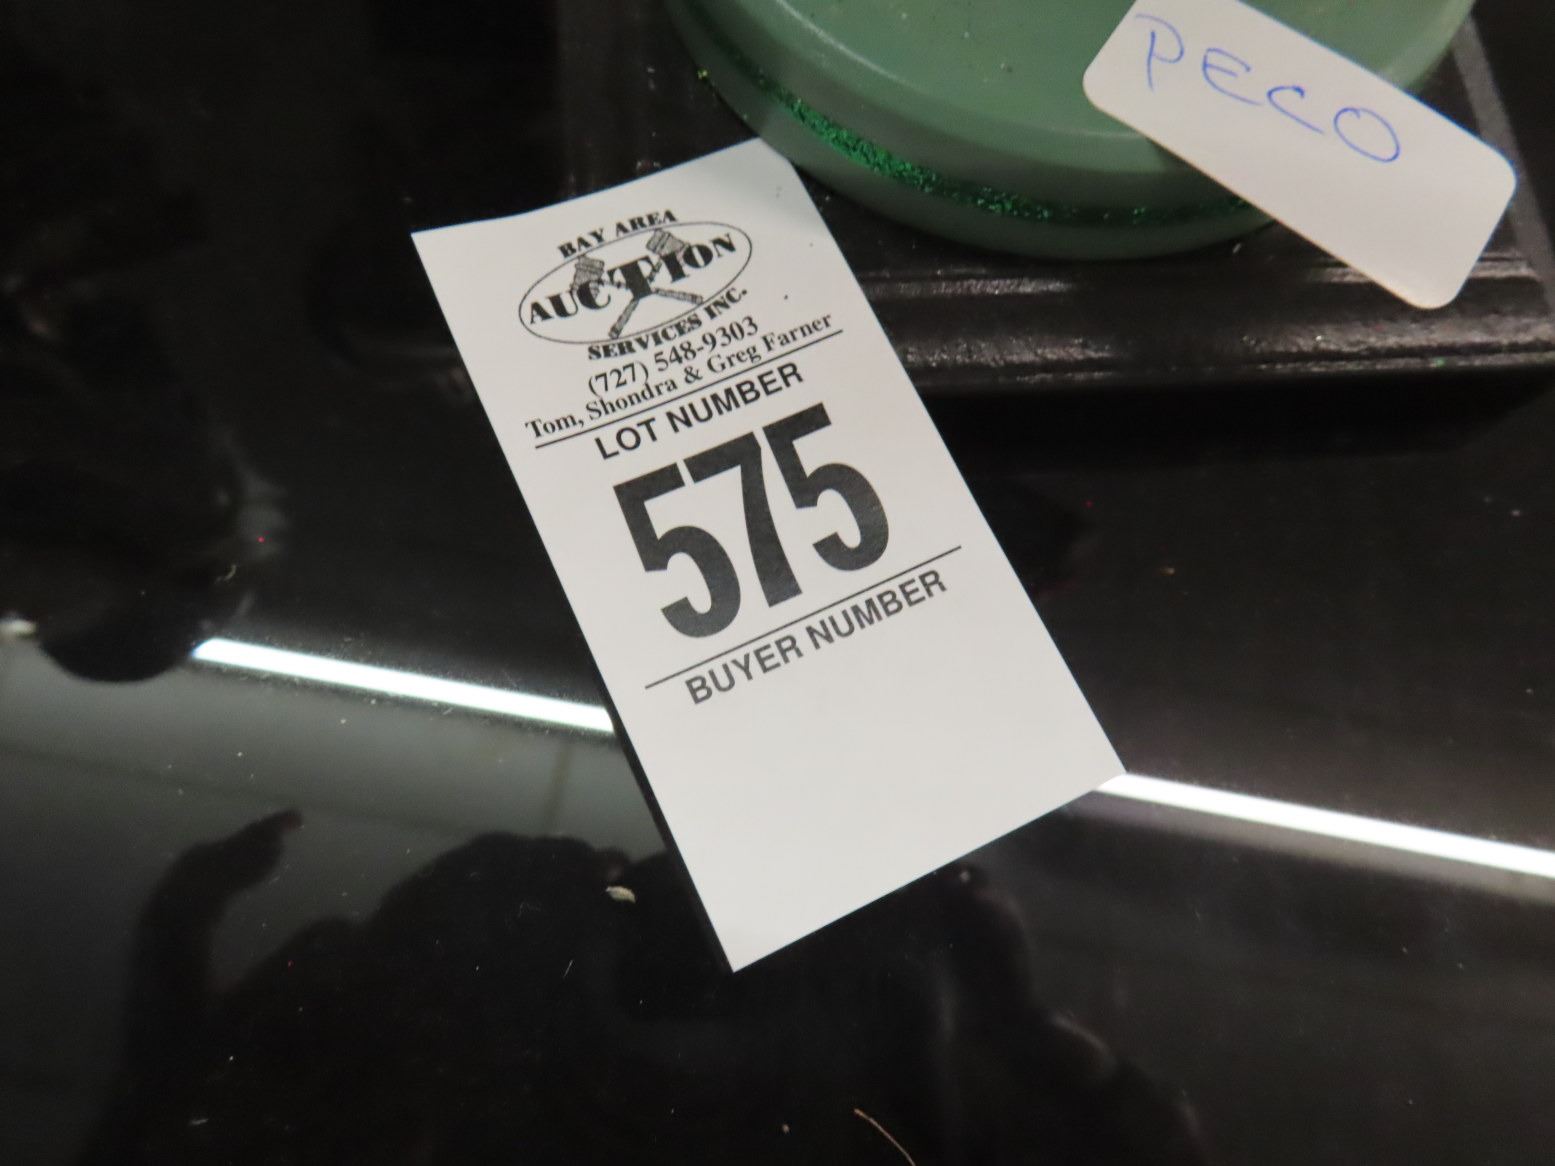 PECO
BAY AREA
AUCTION
SERVICES INC.
(727) 548-9303
Tom, Shondra & Greg Farner
LOT NUMBER
575
BUYER NUMBER